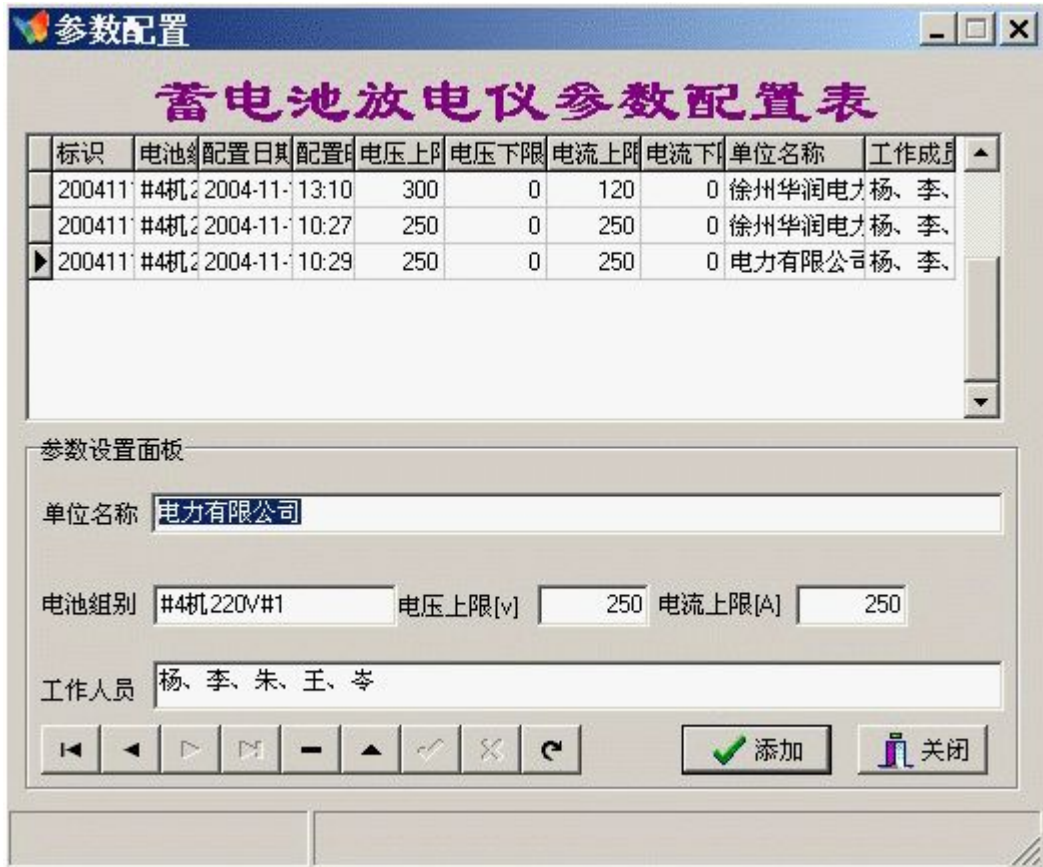 参数配置
蓄电池放电仪参数配置表
标识 电池 配置日期 配置 电压上 电压下限 电流上限 电流下 单位名称 工作成员
200411 #4机 2004-11- 13:10 300 0 120 0 徐州华润电力 杨、李、
200411 #4机 2004-11- 10:27 250 0 250 0 徐州华润电力 杨、李、
200411 #4机 2004-11- 10:29 250 0 250 0 电力有限公司 杨、李、
参数设置面板
单位名称 电力有限公司
电池组别 #4机220V#1 电压上限[v] 250 电流上限[A] 250
工作人员 杨、李、朱、王、岑
添加 关闭